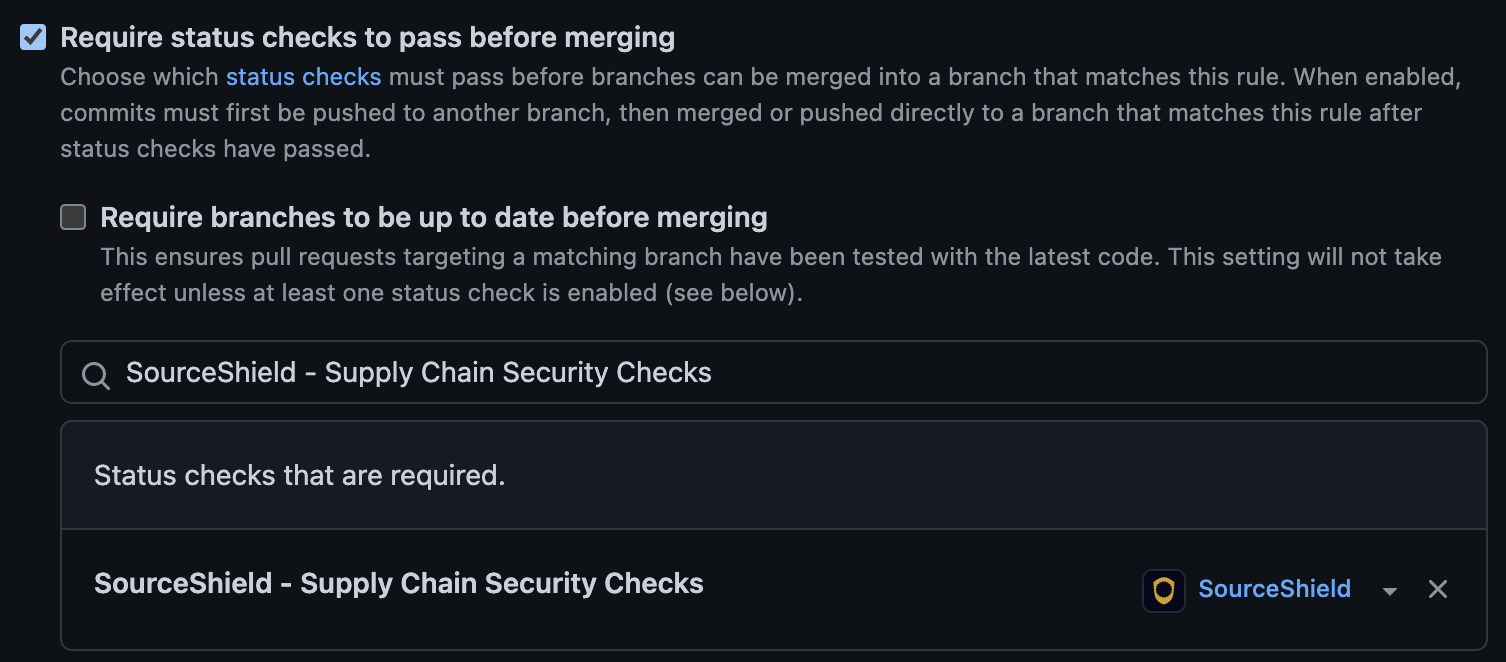 Require status checks to pass before merging
Choose which status checks must pass before branches can be merged into a branch that matches this rule. When enabled,
commits must first be pushed to another branch, then merged or pushed directly to a branch that matches this rule after
status checks have passed.
Require branches to be up to date before merging
This ensures pull requests targeting a matching branch have been tested with the latest code. This setting will not take
effect unless at least one status check is enabled (see below).
SourceShield - Supply Chain Security Checks
Status checks that are required.
SourceShield - Supply Chain Security Checks
SourceShield